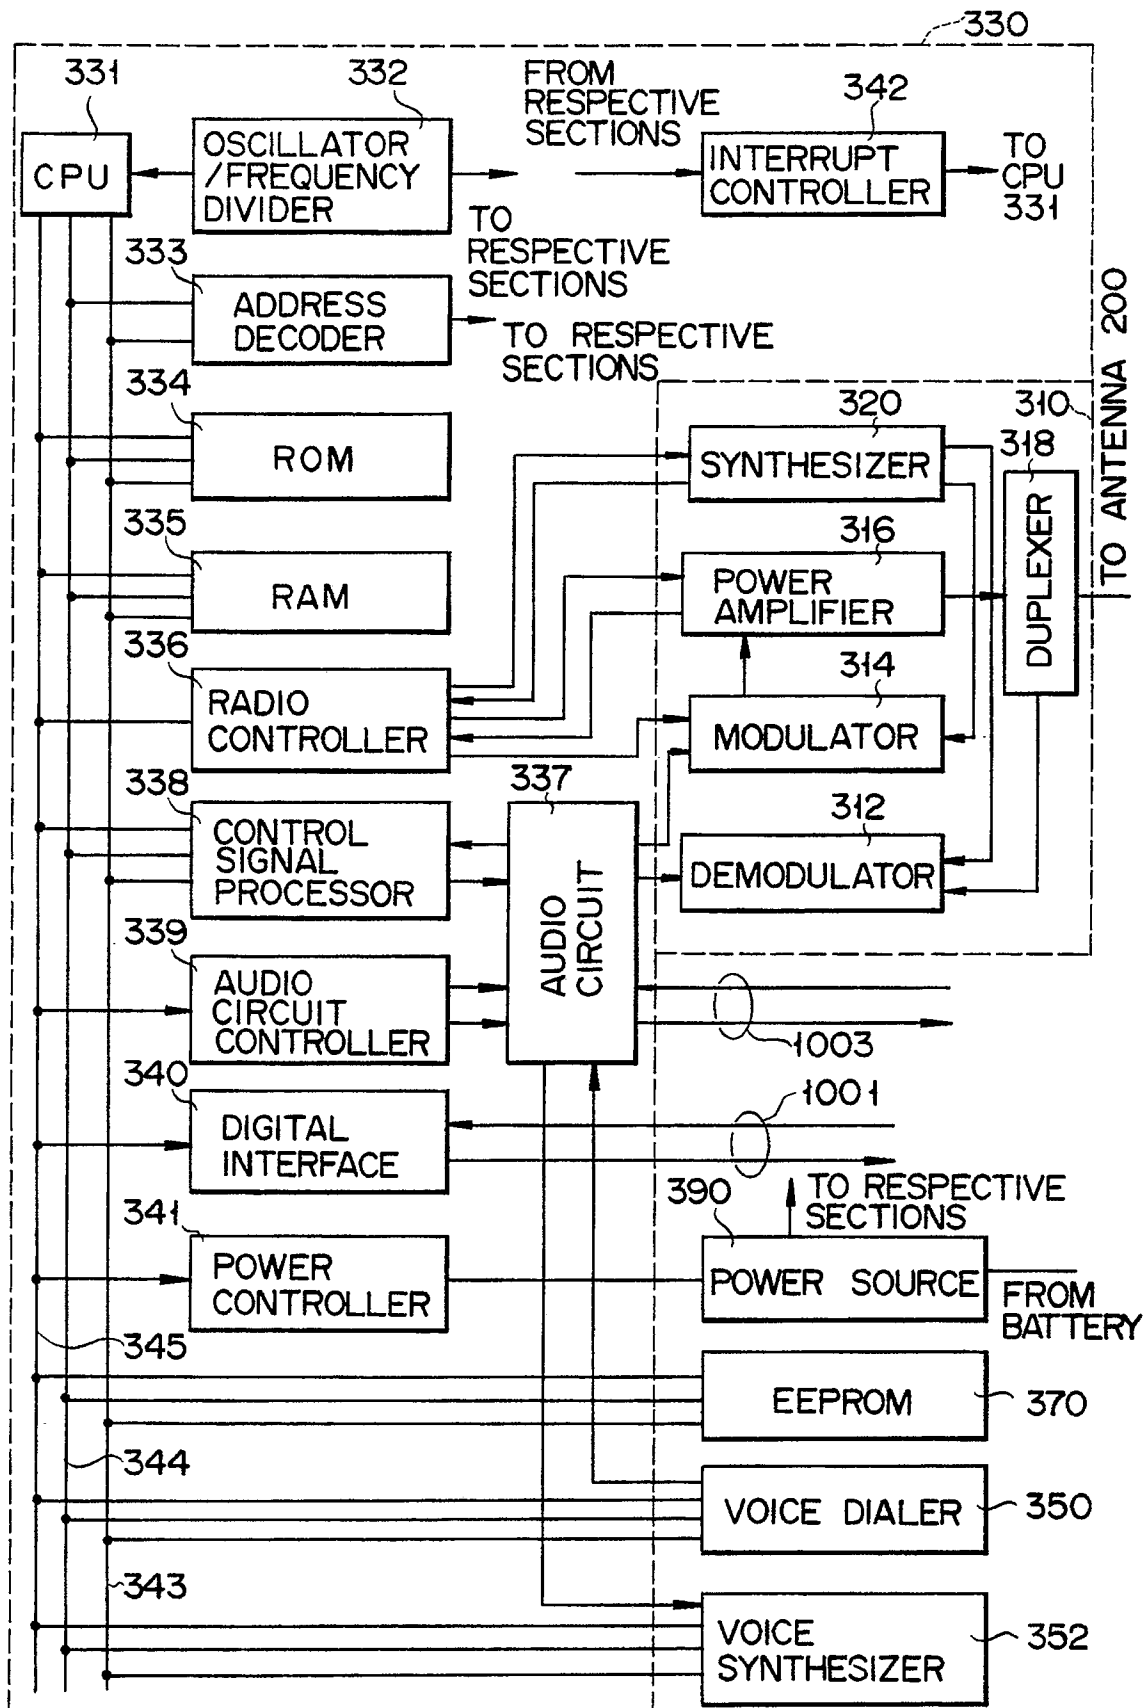 330
331
332
FROM
RESPECTIVE
SECTIONS
342
CPU
OSCILLATOR
/FREQUENCY
DIVIDER
INTERRUPT
CONTROLLER
TO
CPU
331
TO
RESPECTIVE
SECTIONS
333
ADDRESS
DECODER
TO RESPECTIVE
SECTIONS
TO ANTENNA 200
334
ROM
320
310
SYNTHESIZER
318
DUPLEXER
335
RAM
316
POWER
AMPLIFIER
336
RADIO
CONTROLLER
314
MODULATOR
338
CONTROL
SIGNAL
PROCESSOR
337
AUDIO
CIRCUIT
312
DEMODULATOR
339
AUDIO
CIRCUIT
CONTROLLER
1003
340
DIGITAL
INTERFACE
1001
341
POWER
CONTROLLER
390
TO RESPECTIVE
SECTIONS
POWER SOURCE
FROM
BATTERY
345
EEPROM
370
344
VOICE DIALER
350
343
VOICE
SYNTHESIZER
352